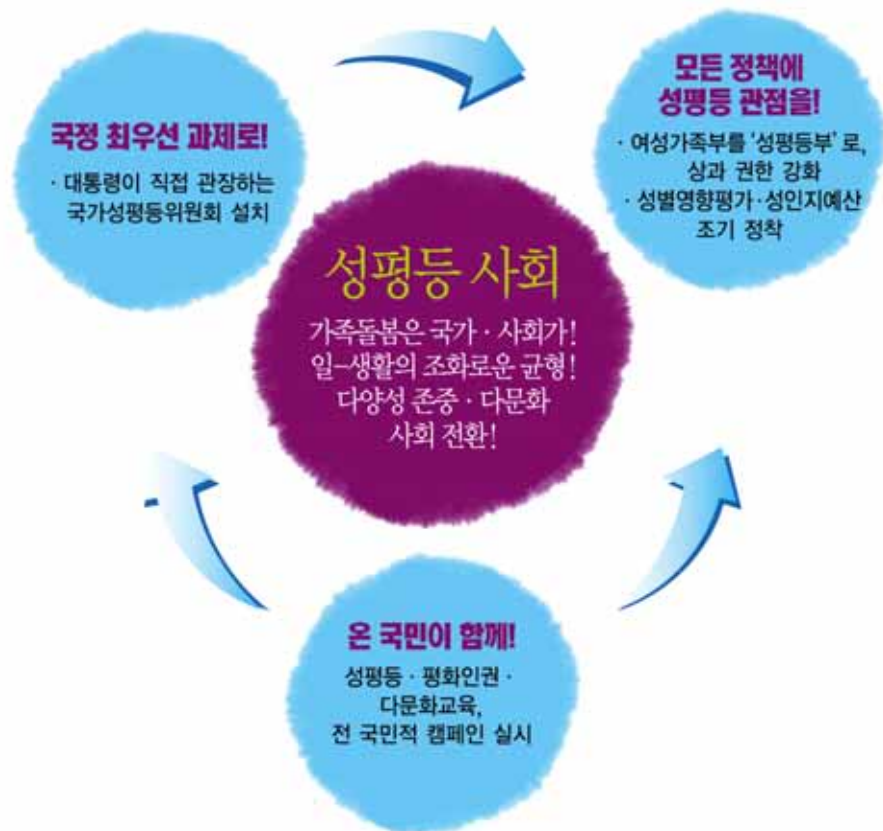 국정 최우선 과제로!
· 대통령이 직접 관장하는
국가성평등위원회 설치
모든 정책에
성평등 관점을!
· 여성가족부를 '성평등부' 로,
상과 권한 강화
· 성별영향평가·성인지예산
조기 정착
성평등 사회
가족돌봄은 국가 · 사회가!
일-생활의 조화로운 균형!
다양성 존중 · 다문화
사회 전환!
온 국민이 함께!
성평등 · 평화인권 ·
다문화교육,
전 국민적 캠페인 실시